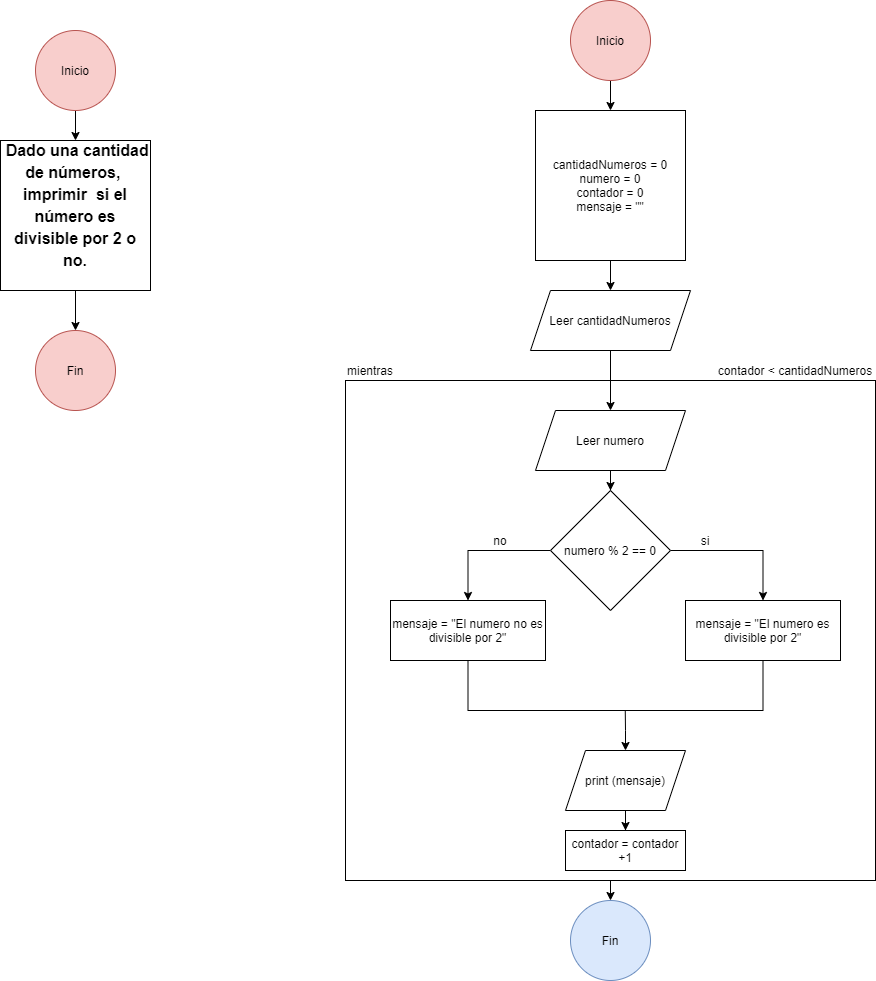 Inicio
Dado una cantidad
de números,
imprimir  si el
número es
divisible por 2 o
no.
Fin
Inicio
cantidadNumeros = 0
numero = 0
contador = 0
mensaje = ""
Leer cantidadNumeros
mientras
contador < cantidadNumeros
Leer numero
numero % 2 == 0
no
si
mensaje = "El numero no es
divisible por 2"
mensaje = "El numero es
divisible por 2"
print (mensaje)
contador = contador
+1
Fin